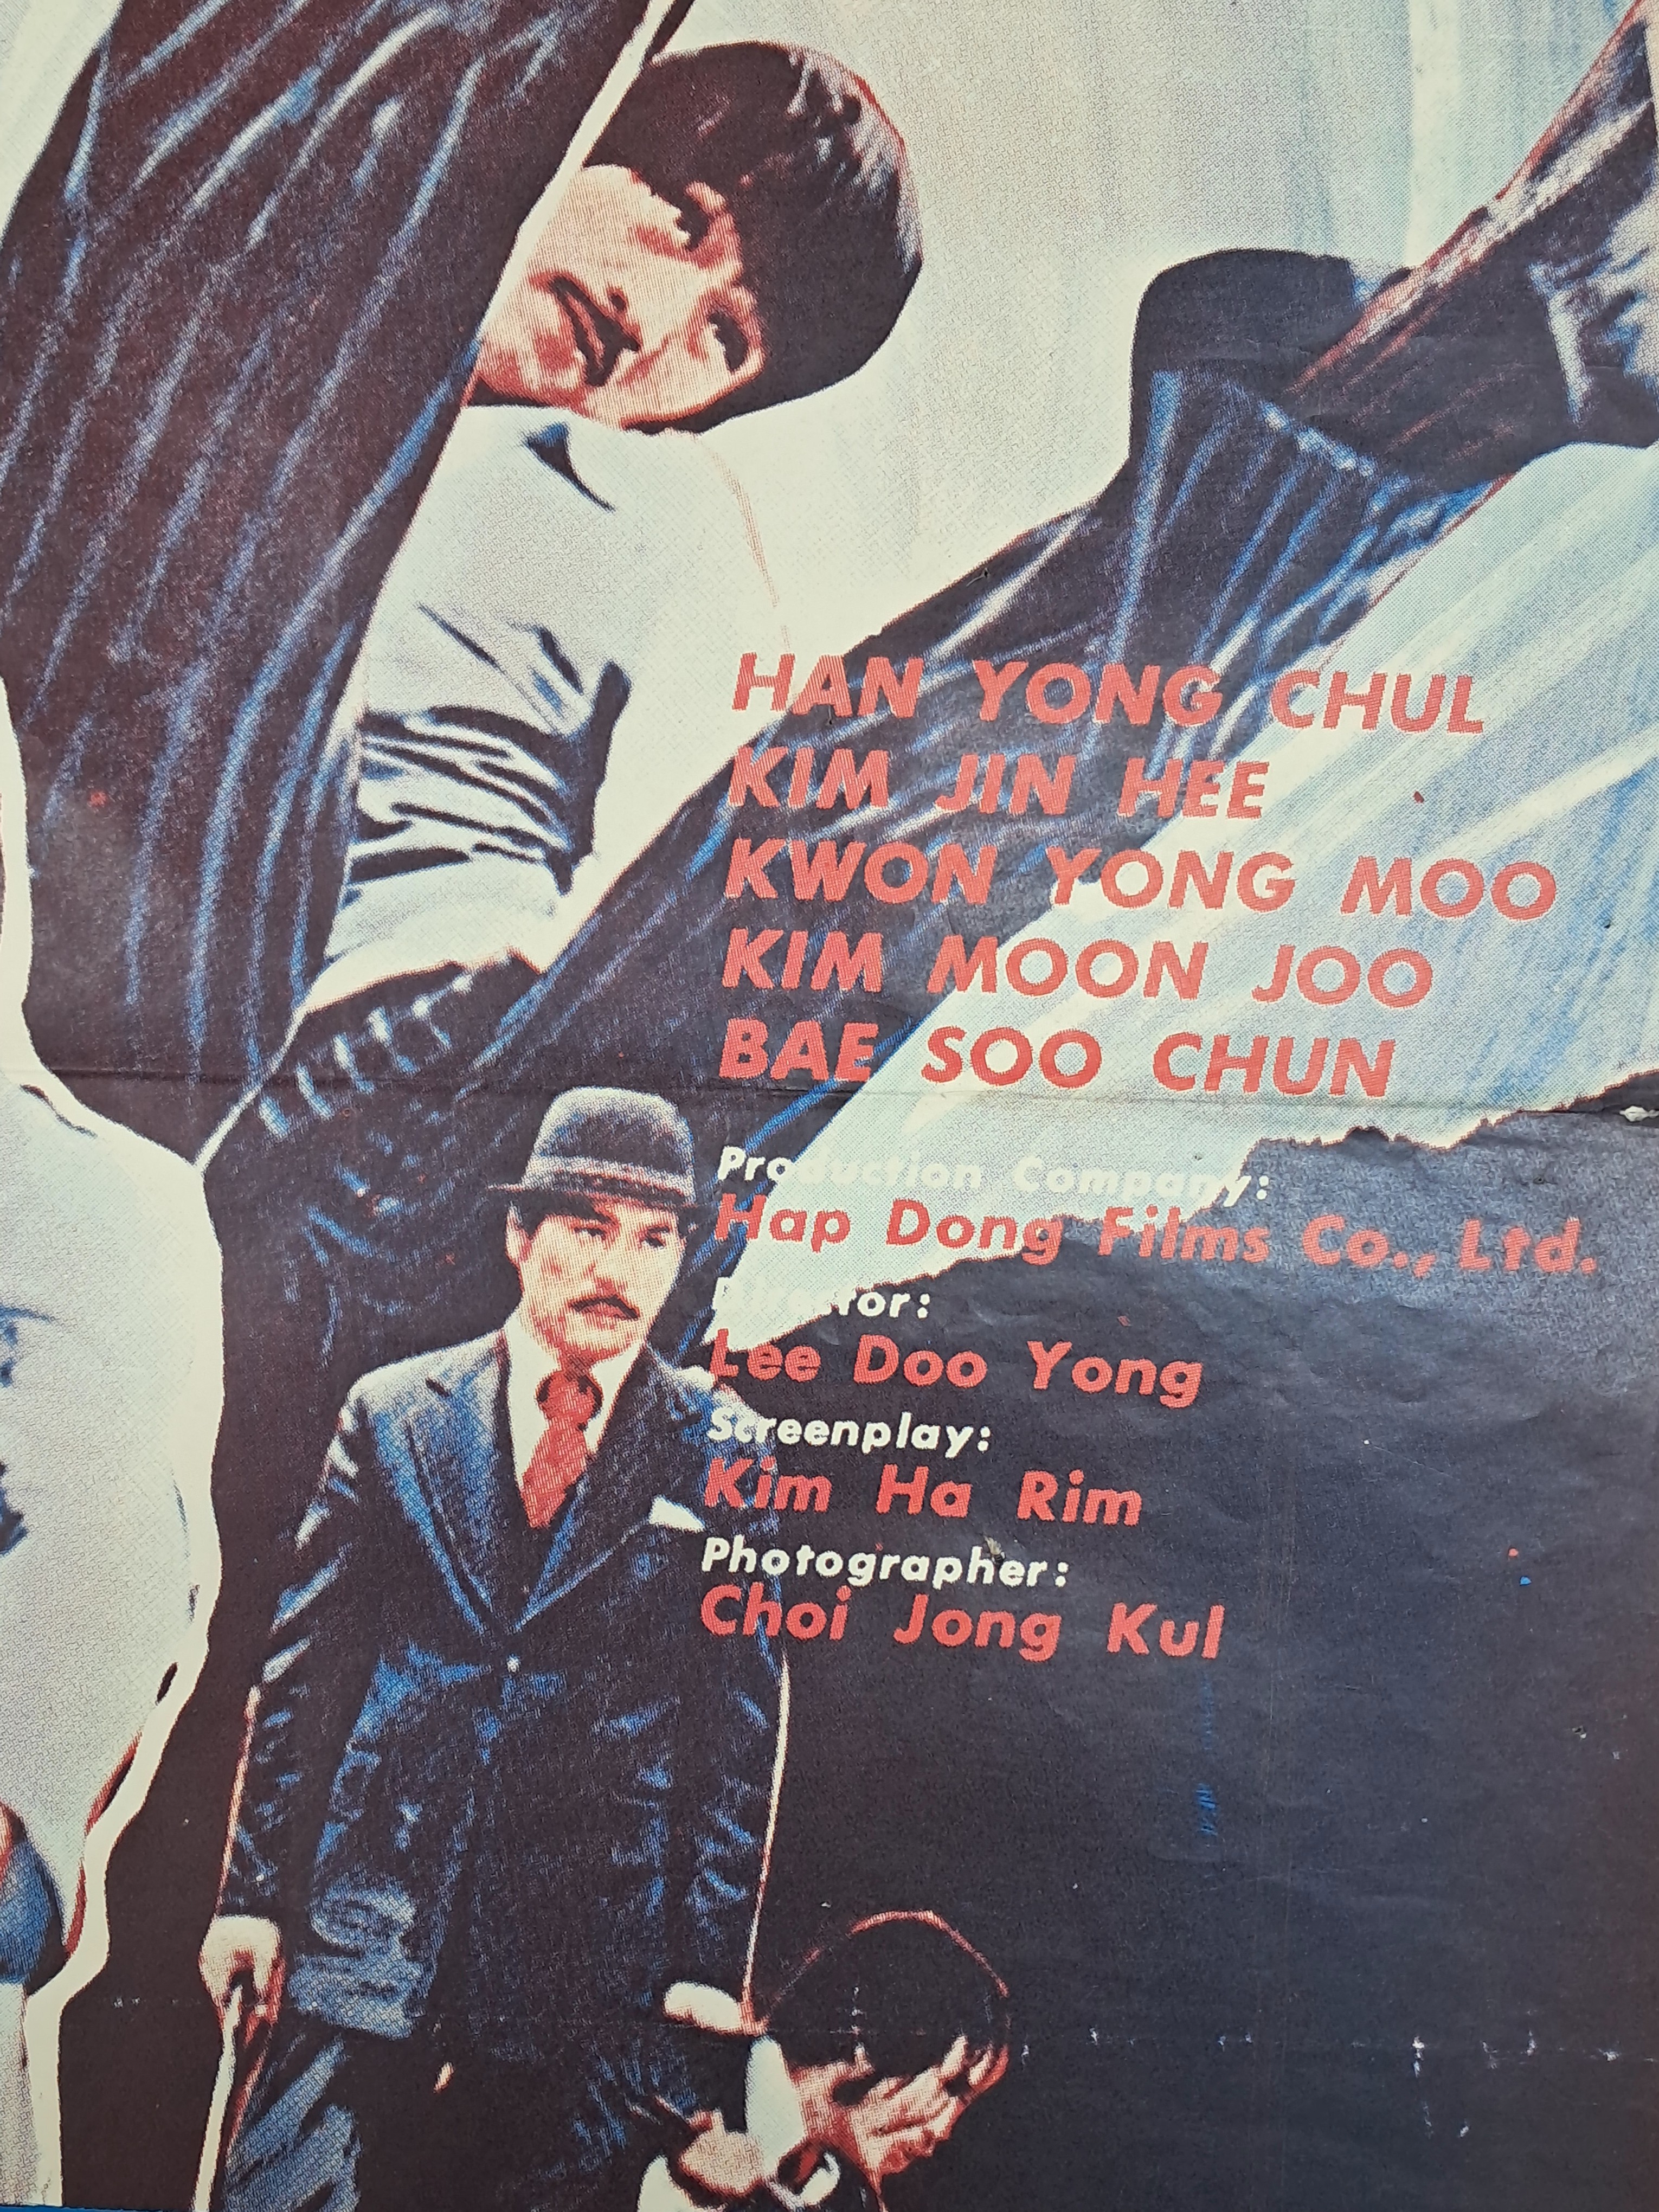 HAN YONG CHUL
KIM JIN HEE
KWON YONG MOO
KIM MOON JOO
BAE SOO CHUN
Production Company:
Hap Dong Films Co., Ltd.
Director:
Lee Doo Yong
Screenplay:
Kim Ha Rim
Photographer:
Choi Jong Kul